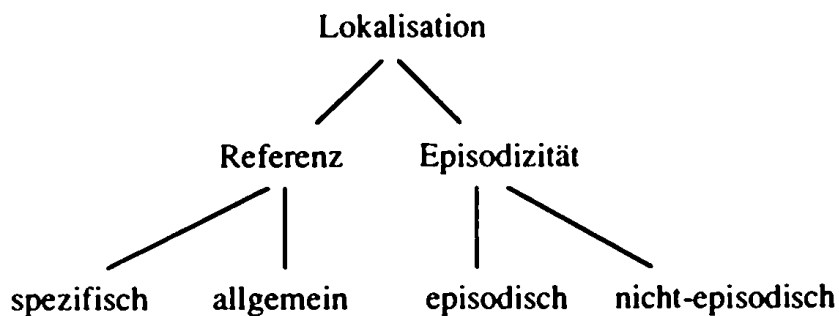 Lokalisation
Referenz Episodizität
spezifisch allgemein episodisch nicht-episodisch